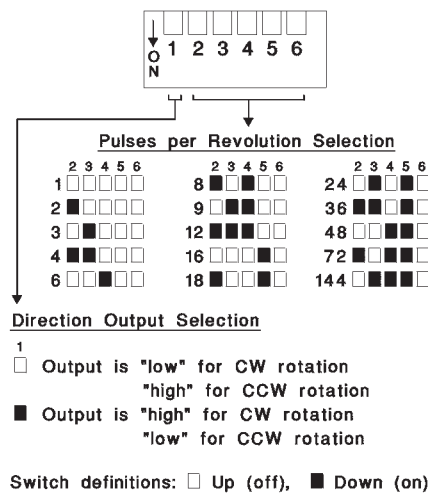 O
N
1 2 3 4 5 6
Pulses per Revolution Selection
2 3 4 5 6 2 3 4 5 6 2 3 4 5 6
1 8 24
2 9 36
3 12 48
4 16 72
6 18 144
Direction Output Selection
1
Output is "low" for CW rotation
"high" for CCW rotation
Output is "high" for CW rotation
"low" for CCW rotation
Switch definitions: □ Up (off), ■ Down (on)